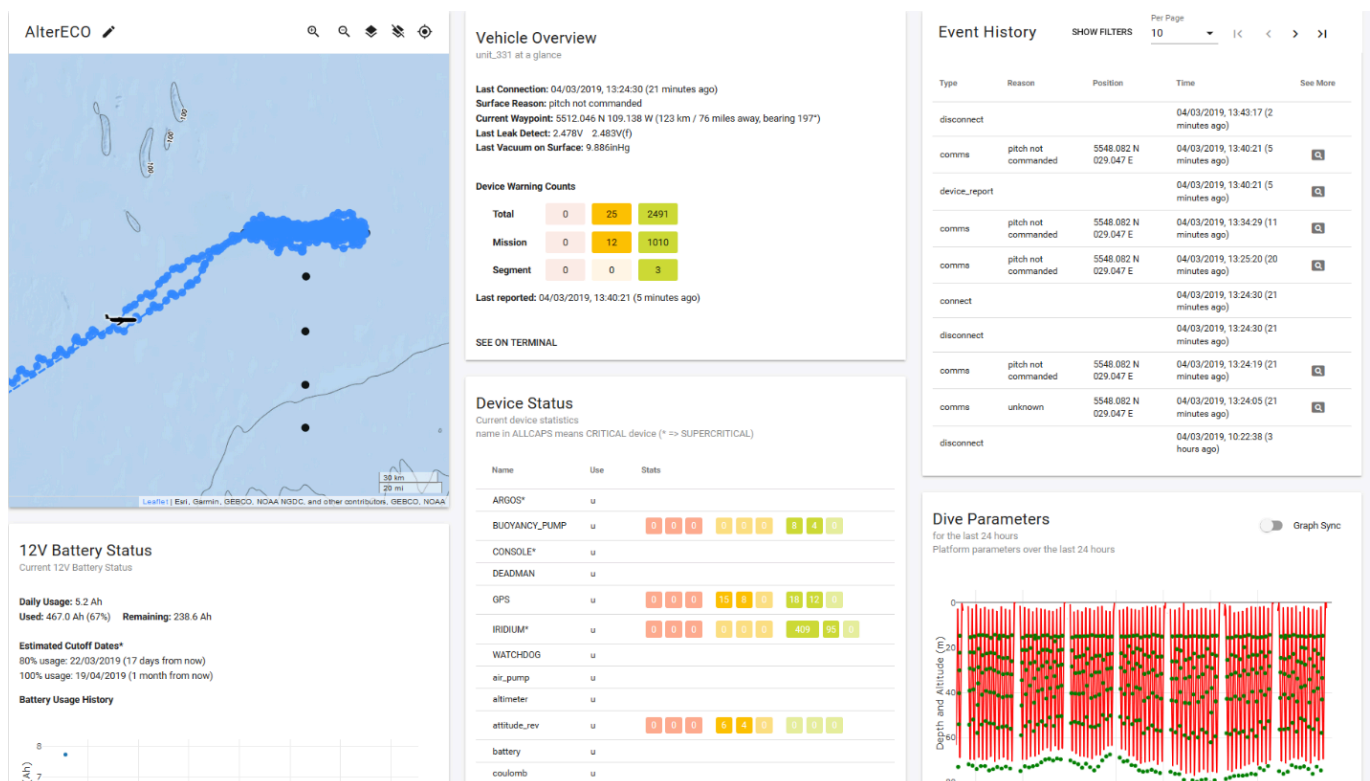 AlterECO
-100-
-100-
-100-
30 km
20 mi
Leaflet | Esri, Garmin, GEBCO, NOAA NGDC, and other contributors, GEBCO, NOAA
12V Battery Status
Current 12V Battery Status
Daily Usage: 5.2 Ah
Used: 467.0 Ah (67%) Remaining: 238.6 Ah
Estimated Cutoff Dates*
80% usage: 22/03/2019 (17 days from now)
100% usage: 19/04/2019 (1 month from now)
Battery Usage History
8
7
Ah)
Vehicle Overview
unit_331 at a glance
Last Connection: 04/03/2019, 13:24:30 (21 minutes ago)
Surface Reason: pitch not commanded
Current Waypoint: 5512.046 N 109.138 W (123 km / 76 miles away, bearing 197°)
Last Leak Detect: 2.478V 2.483V(f)
Last Vacuum on Surface: 9.886inHg
Device Warning Counts
Total 0 25 2491
Mission 0 12 1010
Segment 0 0 3
Last reported: 04/03/2019, 13:40:21 (5 minutes ago)
SEE ON TERMINAL
Device Status
Current device statistics
name in ALLCAPS means CRITICAL device (* => SUPERCRITICAL)
Name Use Stats
ARGOS* u
BUOYANCY_PUMP u 0 0 0 0 0 0 8 4 0
CONSOLE* u
DEADMAN u
GPS u 0 0 0 15 8 0 18 12 0
IRIDIUM* u 0 0 0 0 0 0 409 95 0
WATCHDOG u
air_pump u
altimeter u
attitude_rev u 0 0 0 6 4 0 0 0 0
battery u
coulomb u
Event History SHOW FILTERS Per Page 10
Type Reason Position Time See More
disconnect 04/03/2019, 13:43:17 (2
minutes ago)
comms pitch not commanded 5548.082 N 029.047 E 04/03/2019, 13:40:21 (5
minutes ago)
device_report 04/03/2019, 13:40:21 (5
minutes ago)
comms pitch not commanded 5548.082 N 029.047 E 04/03/2019, 13:34:29 (11
minutes ago)
comms pitch not commanded 5548.082 N 029.047 E 04/03/2019, 13:25:20 (20
minutes ago)
connect 04/03/2019, 13:24:30 (21
minutes ago)
disconnect 04/03/2019, 13:24:30 (21
minutes ago)
comms pitch not commanded 5548.082 N 029.047 E 04/03/2019, 13:24:19 (21
minutes ago)
comms unknown 5548.082 N 029.047 E 04/03/2019, 13:24:05 (21
minutes ago)
disconnect 04/03/2019, 10:22:38 (3
hours ago)
Dive Parameters
for the last 24 hours
Platform parameters over the last 24 hours
Graph Sync
Depth and Altitude (m)
0
20
40
60
80